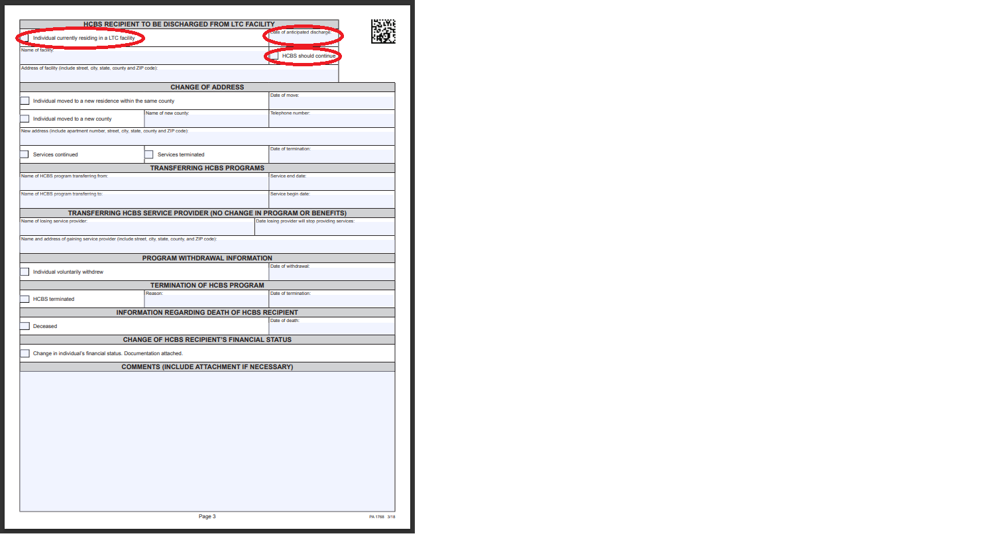 HCBS RECIPIENT TO BE DISCHARGED FROM LTC FACILITY
Individual currently residing in a LTC facility
Date of anticipated discharge:
Name of facility:
HCBS should continue
Address of facility (include street, city, state, county and ZIP code):
CHANGE OF ADDRESS
Individual moved to a new residence within the same county
Date of move:
Individual moved to a new county
Name of new county:
Telephone number:
New address (include apartment number, street, city, state, county and ZIP code):
Services continued
Services terminated
Date of termination:
TRANSFERRING HCBS PROGRAMS
Name of HCBS program transferring from:
Service end date:
Name of HCBS program transferring to:
Service begin date:
TRANSFERRING HCBS SERVICE PROVIDER (NO CHANGE IN PROGRAM OR BENEFITS)
Name of losing service provider:
Date losing provider will stop providing services:
Name and address of gaining service provider (include street, city, state, county, and ZIP code):
PROGRAM WITHDRAWAL INFORMATION
Individual voluntarily withdrew
Date of withdrawal:
TERMINATION OF HCBS PROGRAM
HCBS terminated
Reason:
Date of termination:
INFORMATION REGARDING DEATH OF HCBS RECIPIENT
Deceased
Date of death:
CHANGE OF HCBS RECIPIENT'S FINANCIAL STATUS
Change in individual's financial status. Documentation attached.
COMMENTS (INCLUDE ATTACHMENT IF NECESSARY)
Page 3
PA 1768 3/18